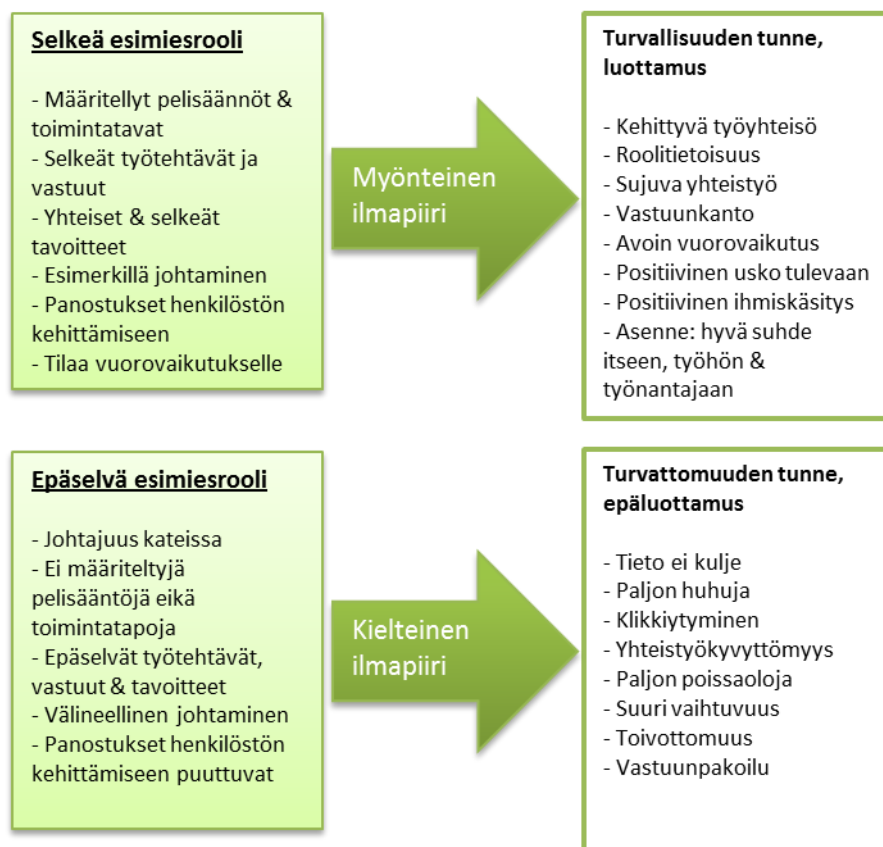 Selkeä esimiesrooli
- Määritellyt pelisäännöt &
toimintatavat
- Selkeät työtehtävät ja
vastuut
- Yhteiset & selkeät
tavoitteet
- Esimerkillä johtaminen
- Panostukset henkilöstön
kehittämiseen
- Tilaa vuorovaikutukselle
Myönteinen
ilmapiiri
Turvallisuuden tunne,
luottamus
- Kehittyvä työyhteisö
- Roolitietoisuus
- Sujuva yhteistyö
- Vastuunkanto
- Avoin vuorovaikutus
- Positiivinen usko tulevaan
- Positiivinen ihmiskäsitys
- Asenne: hyvä suhde
itseen, työhön &
työnantajaan
Epäselvä esimiesrooli
- Johtajuus kateissa
- Ei määriteltyjä
pelisääntöjä eikä
toimintatapoja
- Epäselvät työtehtävät,
vastuut & tavoitteet
- Välineellinen johtaminen
- Panostukset henkilöstön
kehittämiseen puuttuvat
Kielteinen
ilmapiiri
Turvattomuuden tunne,
epäluottamus
- Tieto ei kulje
- Paljon huhuja
- Klikkiytyminen
- Yhteistyökyvyttömyys
- Paljon poissaoloja
- Suuri vaihtuvuus
- Toivottomuus
- Vastuunpakoilu